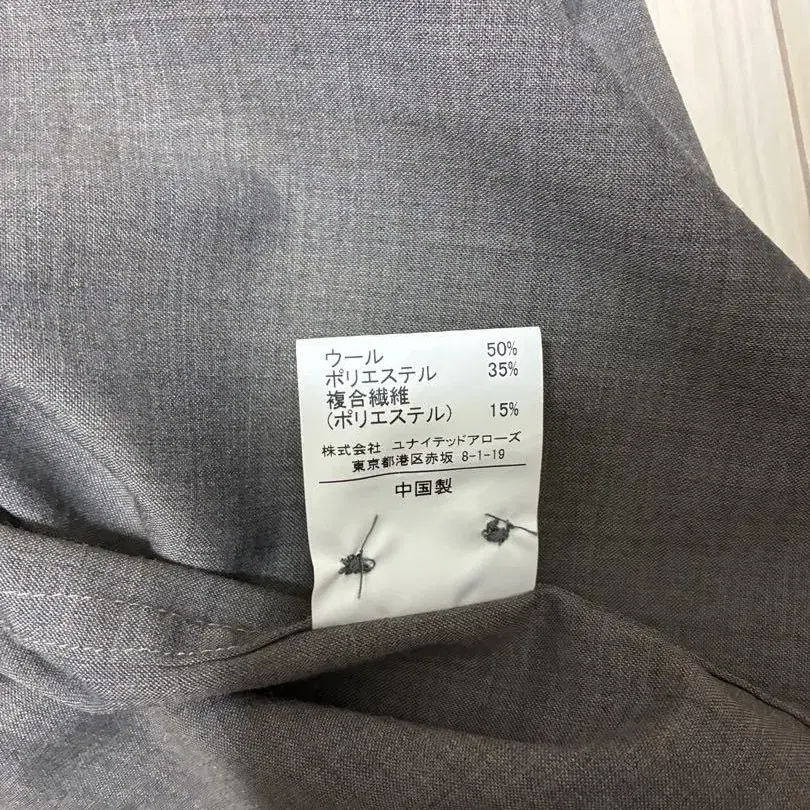 ウール 50%
ポリエステル 35%
複合繊維
(ポリエステル) 15%
株式会社 ユナイテッドアローズ
東京都港区赤坂 8-1-19
中国製